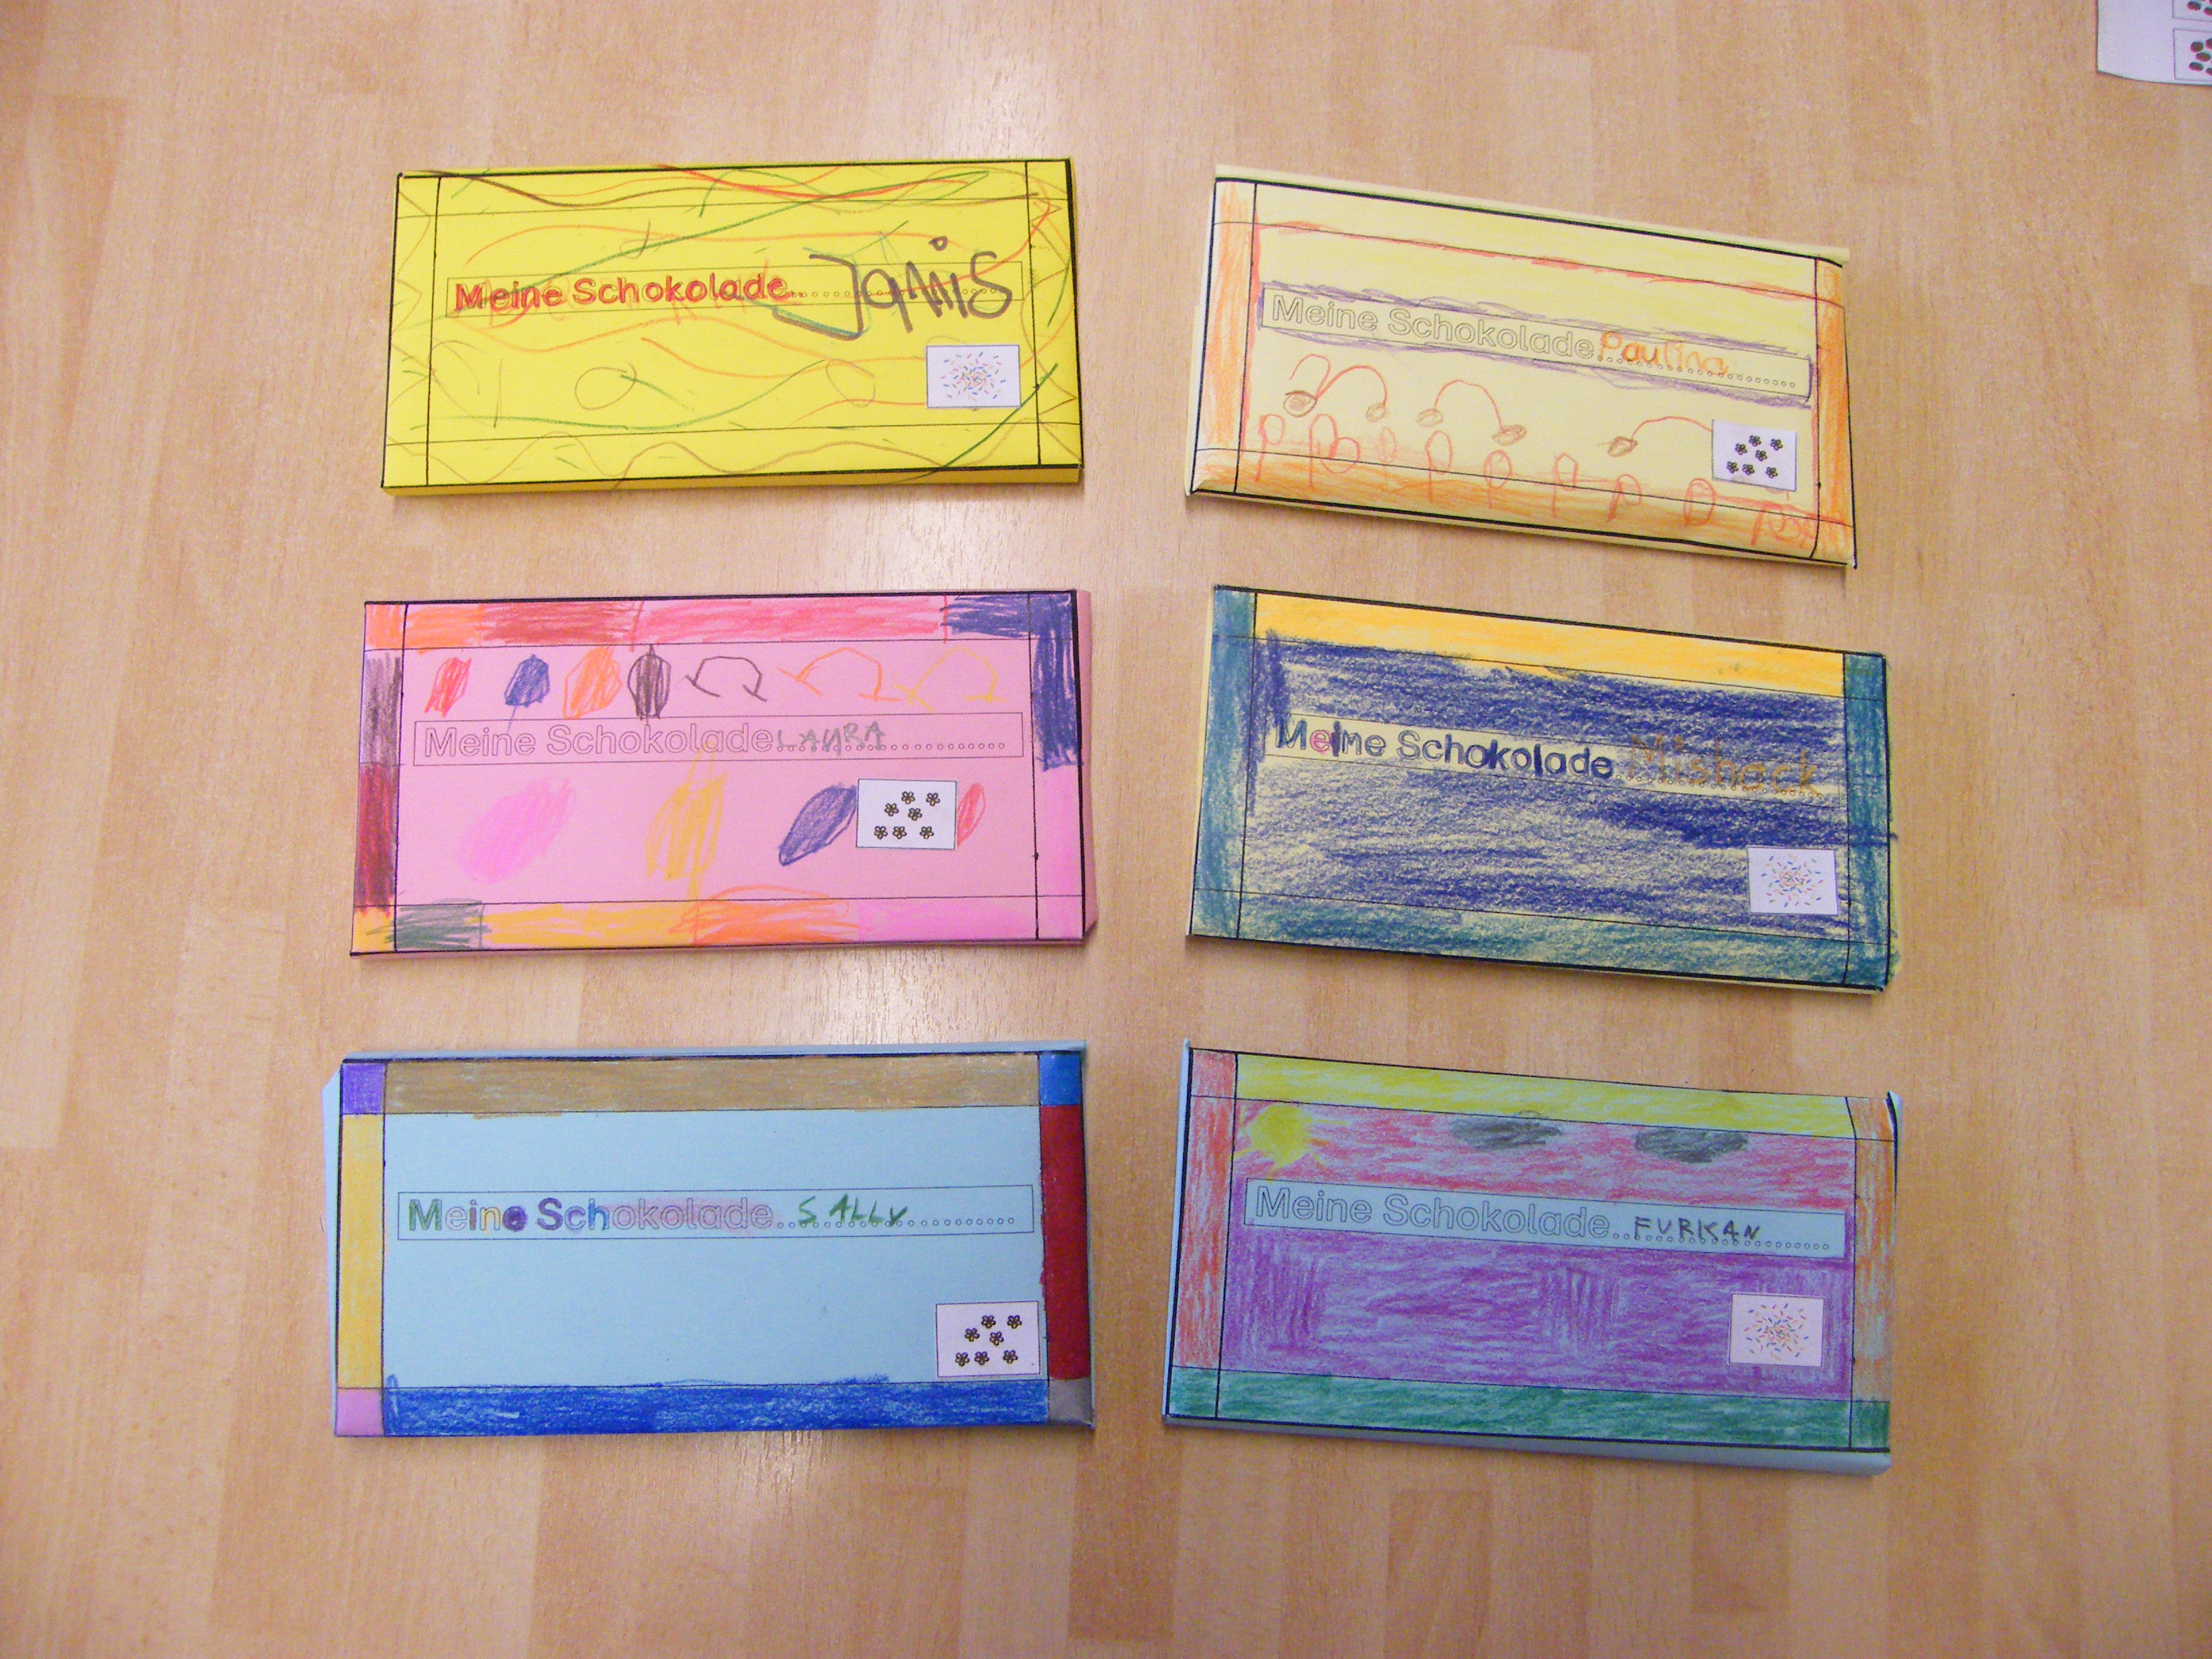 Meine Schokolade Janis
Meine Schokolade Paulina
Meine Schokolade LAURA
Meine Schokolade Mishack
Meine Schokolade SALLY
Meine Schokolade FURKAN